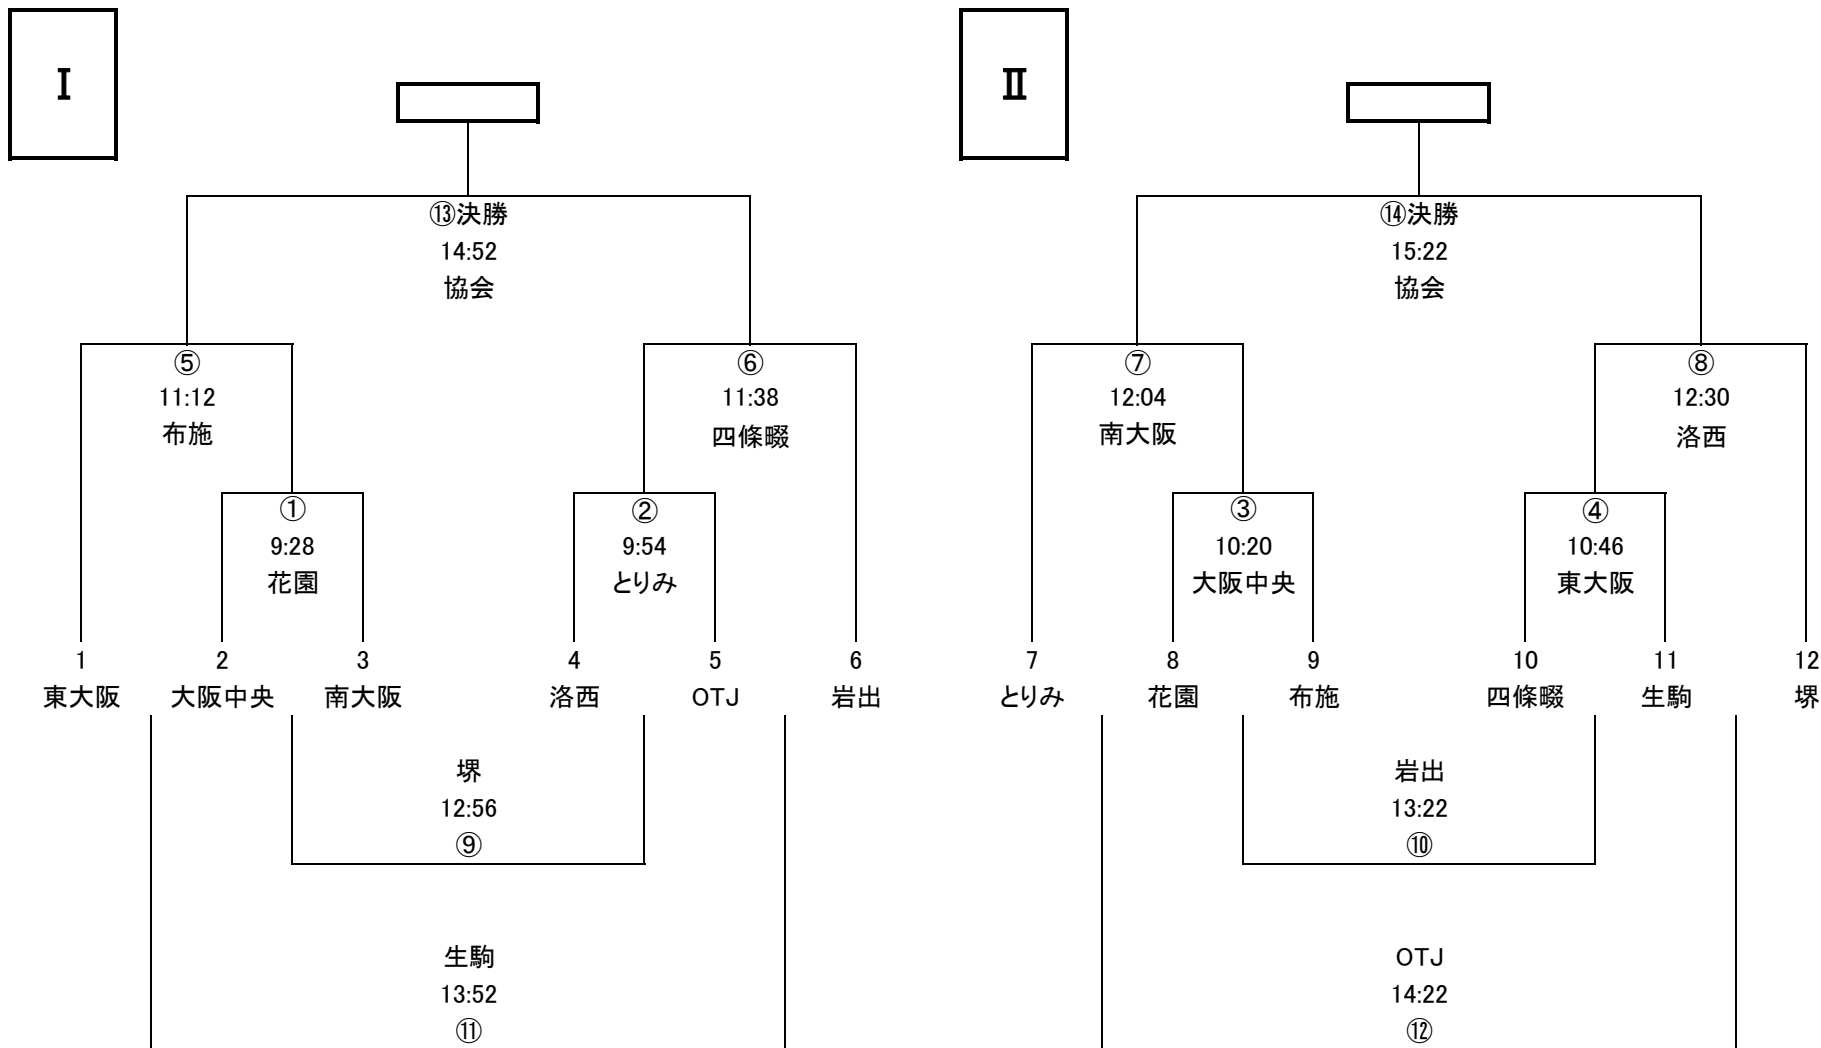 Ⅰ
⑬決勝
14:52
協会
⑤
11:12
布施
⑥
11:38
四條畷
①
9:28
花園
②
9:54
とりみ
1
東大阪
2
大阪中央
3
南大阪
4
洛西
5
OTJ
6
岩出
堺
12:56
⑨
生駒
13:52
⑪
Ⅱ
⑭決勝
15:22
協会
⑦
12:04
南大阪
⑧
12:30
洛西
③
10:20
大阪中央
④
10:46
東大阪
7
とりみ
8
花園
9
布施
10
四條畷
11
生駒
12
堺
岩出
13:22
⑩
OTJ
14:22
⑫